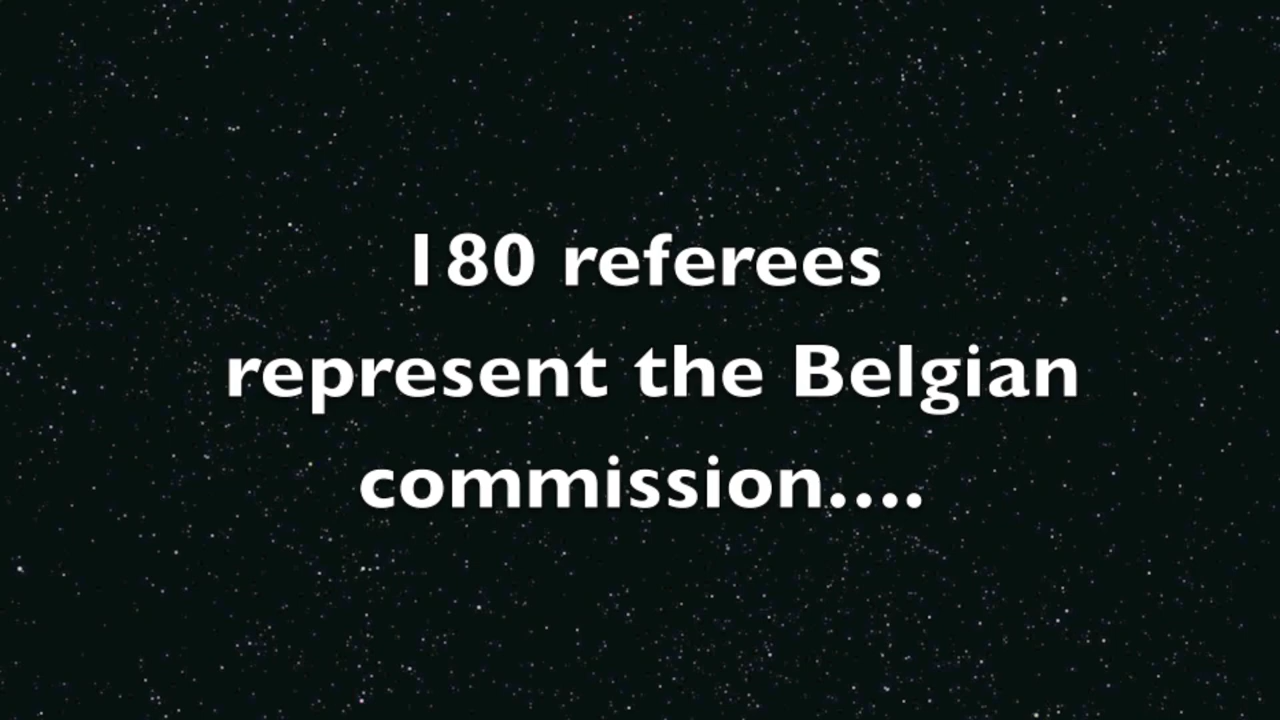 180 referees
represent the Belgian
commission....